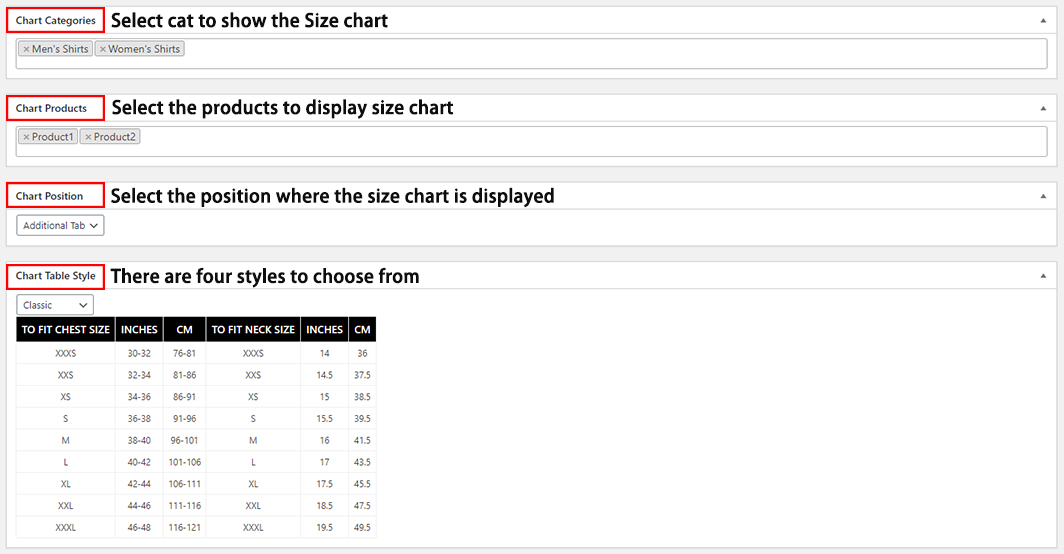 Chart Categories Select cat to show the Size chart
× Men's Shirts × Women's Shirts
Chart Products Select the products to display size chart
× Product1 × Product2
Chart Position Select the position where the size chart is displayed
Additional Tab
Chart Table Style There are four styles to choose from
Classic
TO FIT CHEST SIZE INCHES CM TO FIT NECK SIZE INCHES CM
XXXS 30-32 76-81 XXXS 14 36
XXS 32-34 81-86 XXS 14.5 37.5
XS 34-36 86-91 XS 15 38.5
S 36-38 91-96 S 15.5 39.5
M 38-40 96-101 M 16 41.5
L 40-42 101-106 L 17 43.5
XL 42-44 106-111 XL 17.5 45.5
XXL 44-46 111-116 XXL 18.5 47.5
XXXL 46-48 116-121 XXXL 19.5 49.5